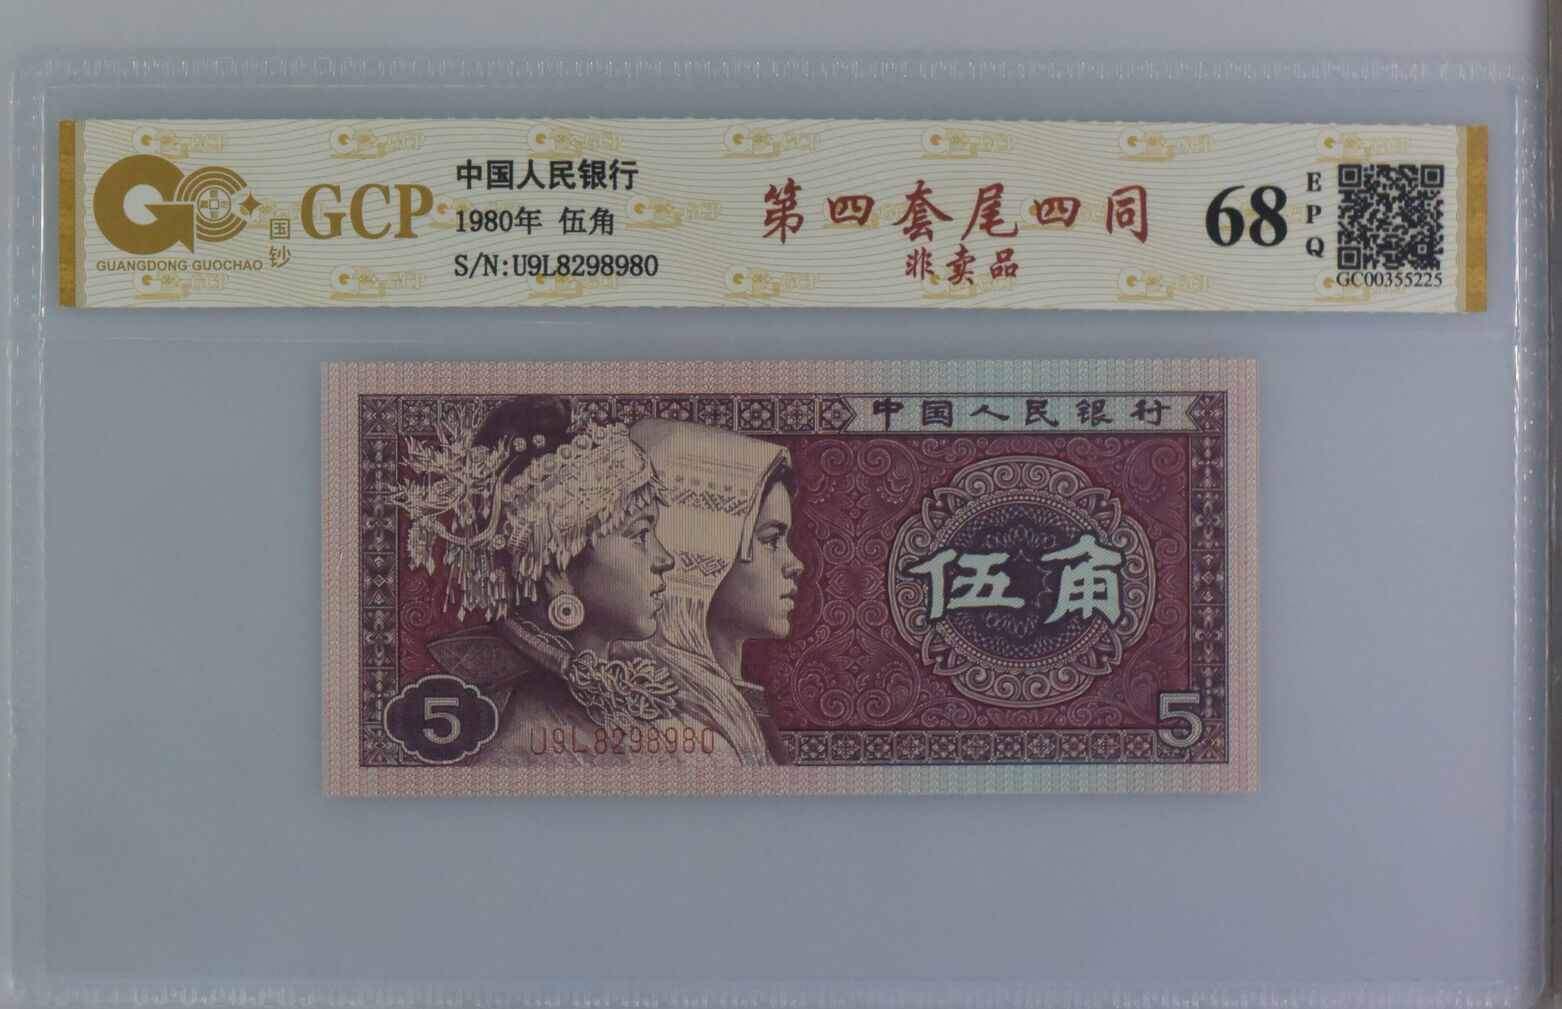 GCP
GUANGDONG GUOCHAO
国钞
中国人民银行
1980年 伍角
S/N:U9L8298980
第四套尾四同
非卖品
68
EPQ
GC00355225
中国人民银行
伍角
5
U9L8298980
5